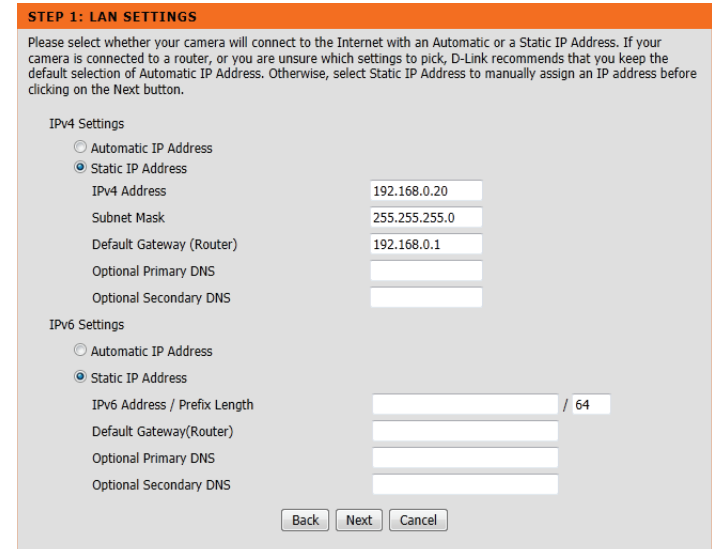 STEP 1: LAN SETTINGS
Please select whether your camera will connect to the Internet with an Automatic or a Static IP Address. If your
camera is connected to a router, or you are unsure which settings to pick, D-Link recommends that you keep the
default selection of Automatic IP Address. Otherwise, select Static IP Address to manually assign an IP address before
clicking on the Next button.
IPv4 Settings
Automatic IP Address
Static IP Address
IPv4 Address 192.168.0.20
Subnet Mask 255.255.255.0
Default Gateway (Router) 192.168.0.1
Optional Primary DNS
Optional Secondary DNS
IPv6 Settings
Automatic IP Address
Static IP Address
IPv6 Address / Prefix Length / 64
Default Gateway(Router)
Optional Primary DNS
Optional Secondary DNS
Back Next Cancel